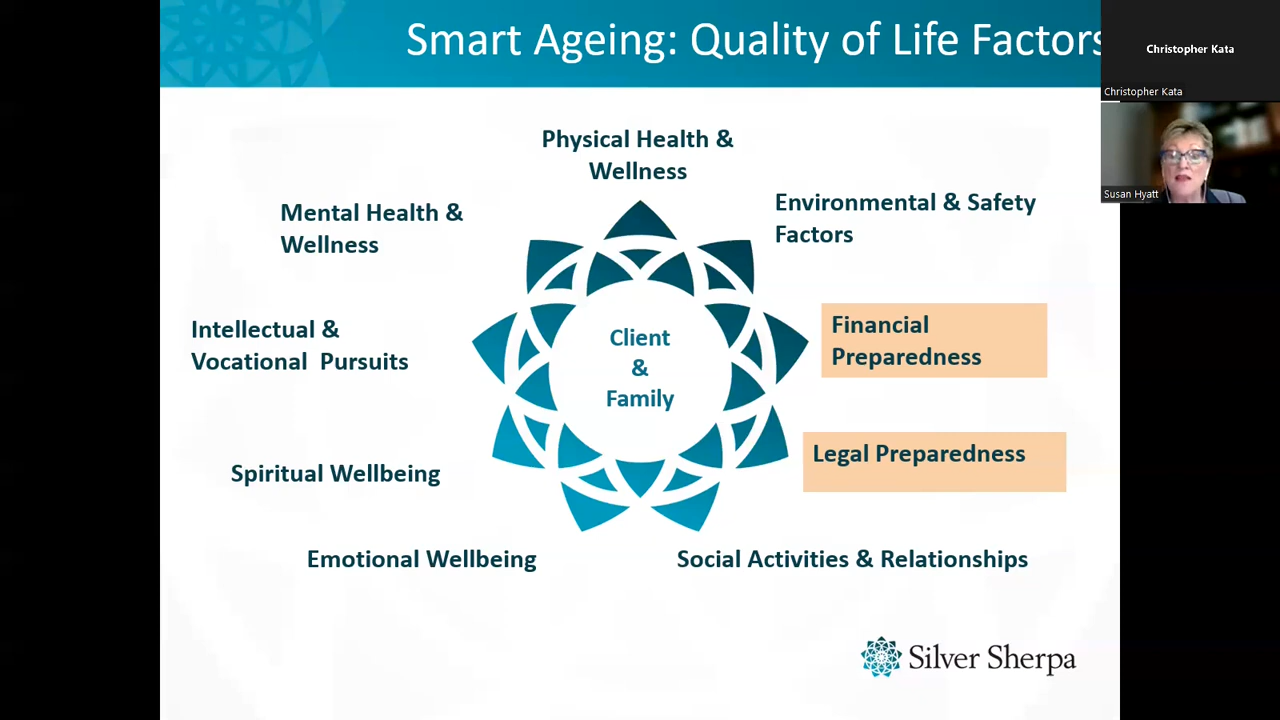 Smart Ageing: Quality of Life Factors
Christopher Kata
Christopher Kata
Susan Hyatt
Physical Health &
Wellness
Mental Health &
Wellness
Environmental & Safety
Factors
Intellectual &
Vocational Pursuits
Client
&
Family
Financial
Preparedness
Spiritual Wellbeing
Legal Preparedness
Emotional Wellbeing
Social Activities & Relationships
Silver Sherpa